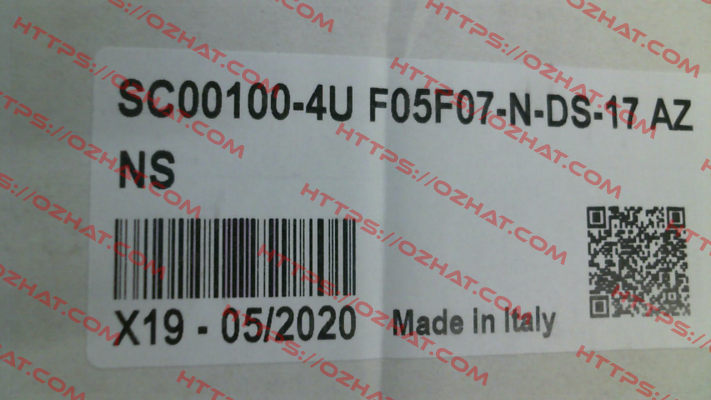 SC00100-4U F05F07-N-DS-17 AZ
NS
X19 - 05/2020 Made in Italy
HTTPS://OZHAT.COM